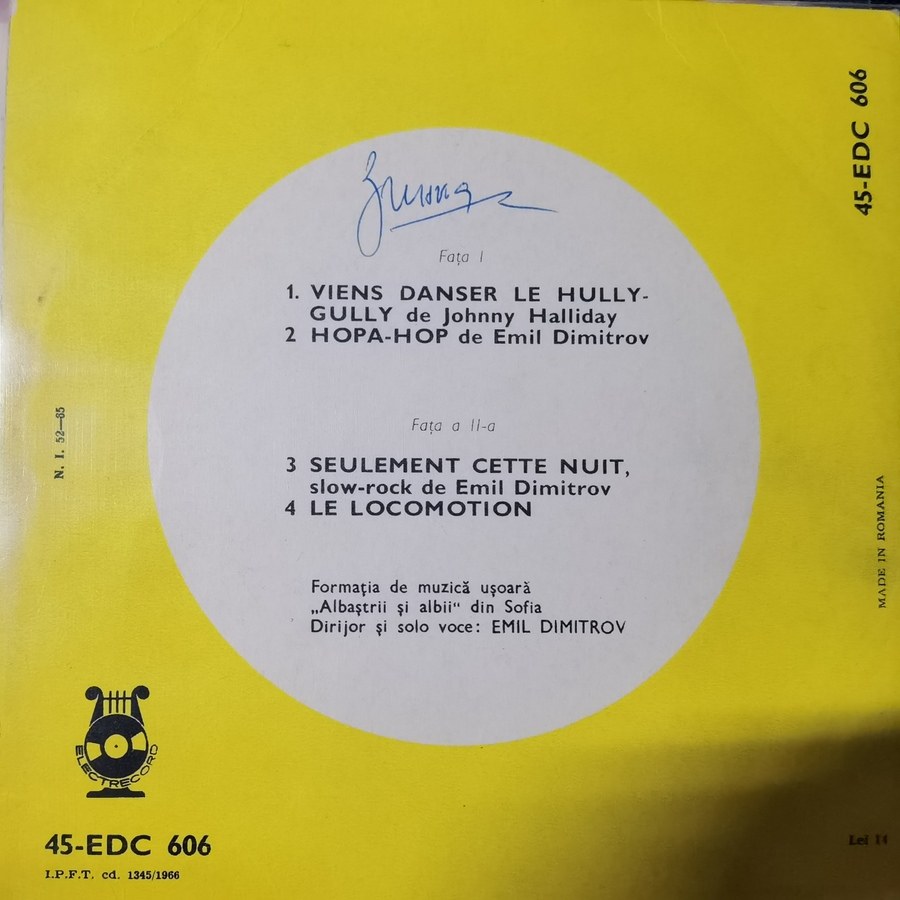 45-EDC 606
Fața I
1. VIENS DANSER LE HULLY-
GULLY de Johnny Halliday
2 HOPA-HOP de Emil Dimitrov
Fața a II-a
3 SEULEMENT CETTE NUIT,
slow-rock de Emil Dimitrov
4 LE LOCOMOTION
Formația de muzică ușoară
„Albaștrii și albii“ din Sofia
Dirijor și solo voce: EMIL DIMITROV
N. I. 52—65
MADE IN ROMANIA
ELECTRECORD
45-EDC 606
I.P.F.T. cd. 1345/1966
Lei 14